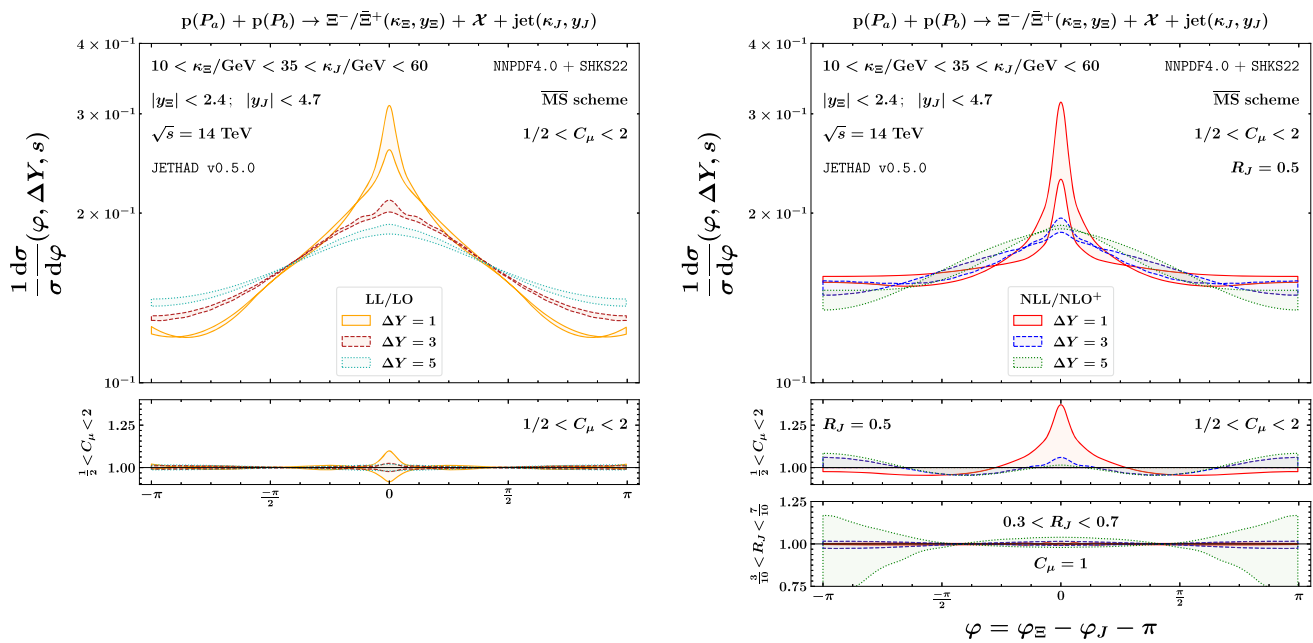 p(P_a) + p(P_b) → Ξ⁻/Ξ̄⁺(κ_Ξ, y_Ξ) + 𝒳 + jet(κ_J, y_J)
4 × 10⁻¹
3 × 10⁻¹
2 × 10⁻¹
10⁻¹
1/σ dσ/dφ (φ, ΔY, s)
10 < κ_Ξ/GeV < 35 < κ_J/GeV < 60
NNPDF4.0 + SHKS22
|y_Ξ| < 2.4 ; |y_J| < 4.7
M̅S̅ scheme
√s = 14 TeV
1/2 < C_μ < 2
JETHAD v0.5.0
LL/LO
ΔY = 1
ΔY = 3
ΔY = 5
1/2 < C_μ < 2
1.25
1.00
1/2 < C_μ < 2
−π
−π/2
0
π/2
π
p(P_a) + p(P_b) → Ξ⁻/Ξ̄⁺(κ_Ξ, y_Ξ) + 𝒳 + jet(κ_J, y_J)
4 × 10⁻¹
3 × 10⁻¹
2 × 10⁻¹
10⁻¹
1/σ dσ/dφ (φ, ΔY, s)
10 < κ_Ξ/GeV < 35 < κ_J/GeV < 60
NNPDF4.0 + SHKS22
|y_Ξ| < 2.4 ; |y_J| < 4.7
M̅S̅ scheme
√s = 14 TeV
1/2 < C_μ < 2
JETHAD v0.5.0
R_J = 0.5
NLL/NLO⁺
ΔY = 1
ΔY = 3
ΔY = 5
1/2 < C_μ < 2
1.25
1.00
R_J = 0.5
1/2 < C_μ < 2
3/10 < R_J < 7/10
1.25
1.00
0.75
0.3 < R_J < 0.7
C_μ = 1
−π
−π/2
0
π/2
π
φ = φ_Ξ − φ_J − π